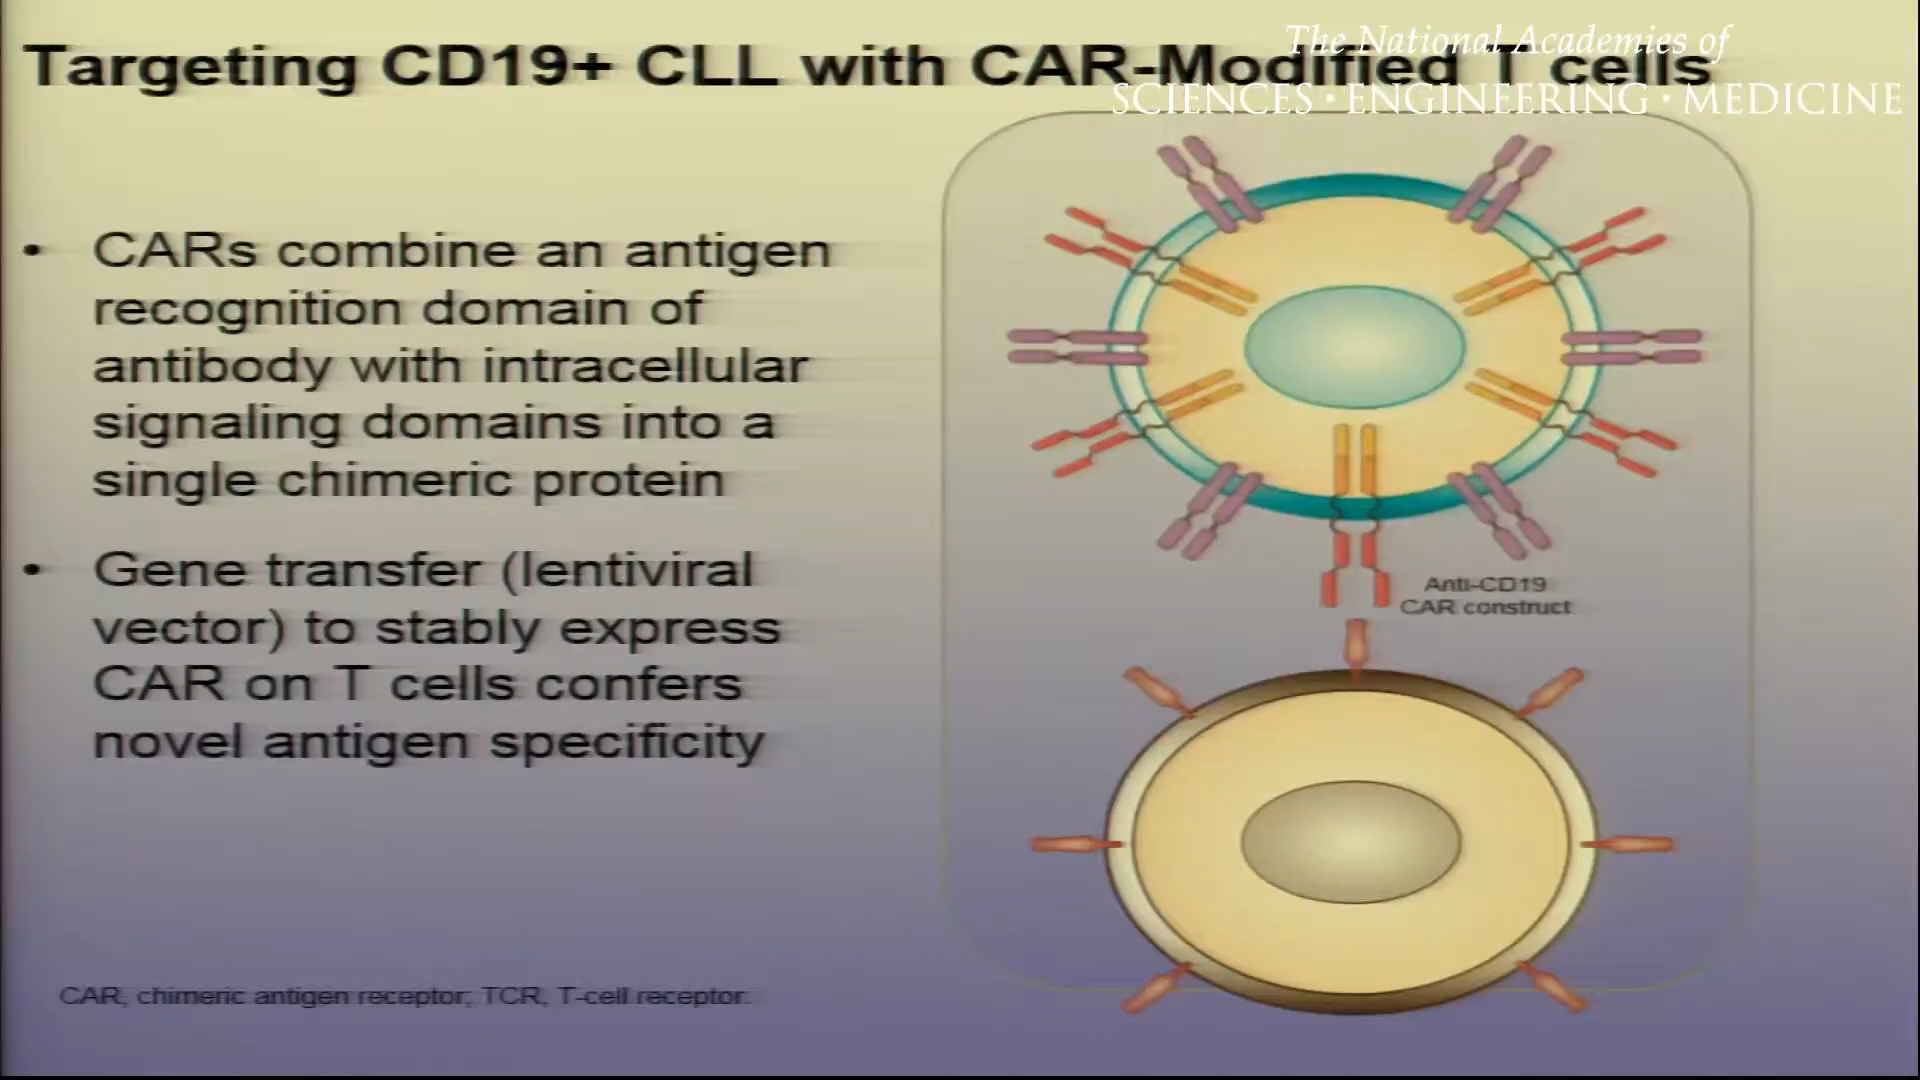 Targeting CD19+ CLL with CAR-Modified T cells
The National Academies of
SCIENCES · ENGINEERING · MEDICINE
• CARs combine an antigen
recognition domain of
antibody with intracellular
signaling domains into a
single chimeric protein
• Gene transfer (lentiviral
vector) to stably express
CAR on T cells confers
novel antigen specificity
Anti-CD19
CAR construct
CAR, chimeric antigen receptor; TCR, T-cell receptor.